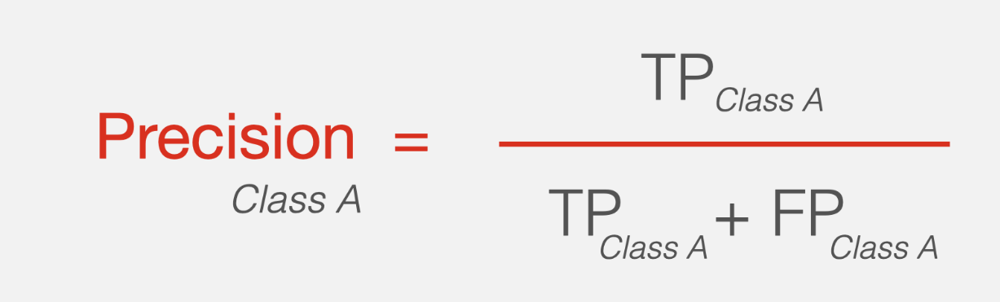 TP Class A
Precision =
Class A
TP Class A + FP Class A